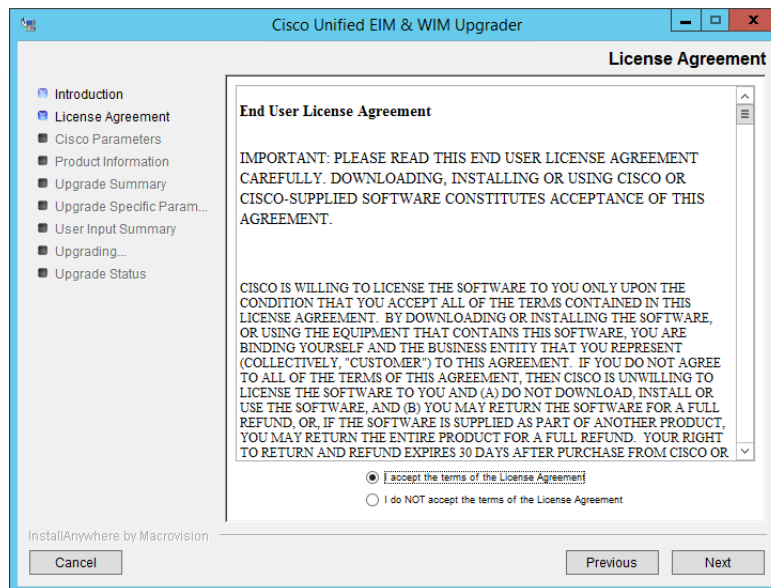 Cisco Unified EIM & WIM Upgrader
License Agreement
Introduction
License Agreement
Cisco Parameters
Product Information
Upgrade Summary
Upgrade Specific Param...
User Input Summary
Upgrading...
Upgrade Status
End User License Agreement
IMPORTANT: PLEASE READ THIS END USER LICENSE AGREEMENT
CAREFULLY. DOWNLOADING, INSTALLING OR USING CISCO OR
CISCO-SUPPLIED SOFTWARE CONSTITUTES ACCEPTANCE OF THIS
AGREEMENT.
CISCO IS WILLING TO LICENSE THE SOFTWARE TO YOU ONLY UPON THE
CONDITION THAT YOU ACCEPT ALL OF THE TERMS CONTAINED IN THIS
LICENSE AGREEMENT. BY DOWNLOADING OR INSTALLING THE SOFTWARE,
OR USING THE EQUIPMENT THAT CONTAINS THIS SOFTWARE, YOU ARE
BINDING YOURSELF AND THE BUSINESS ENTITY THAT YOU REPRESENT
(COLLECTIVELY, "CUSTOMER") TO THIS AGREEMENT. IF YOU DO NOT AGREE
TO ALL OF THE TERMS OF THIS AGREEMENT, THEN CISCO IS UNWILLING TO
LICENSE THE SOFTWARE TO YOU AND (A) DO NOT DOWNLOAD, INSTALL OR
USE THE SOFTWARE, AND (B) YOU MAY RETURN THE SOFTWARE FOR A FULL
REFUND, OR, IF THE SOFTWARE IS SUPPLIED AS PART OF ANOTHER PRODUCT,
YOU MAY RETURN THE ENTIRE PRODUCT FOR A FULL REFUND. YOUR RIGHT
TO RETURN AND REFUND EXPIRES 30 DAYS AFTER PURCHASE FROM CISCO OR
I accept the terms of the License Agreement
I do NOT accept the terms of the License Agreement
InstallAnywhere by Macrovision
Cancel
Previous
Next